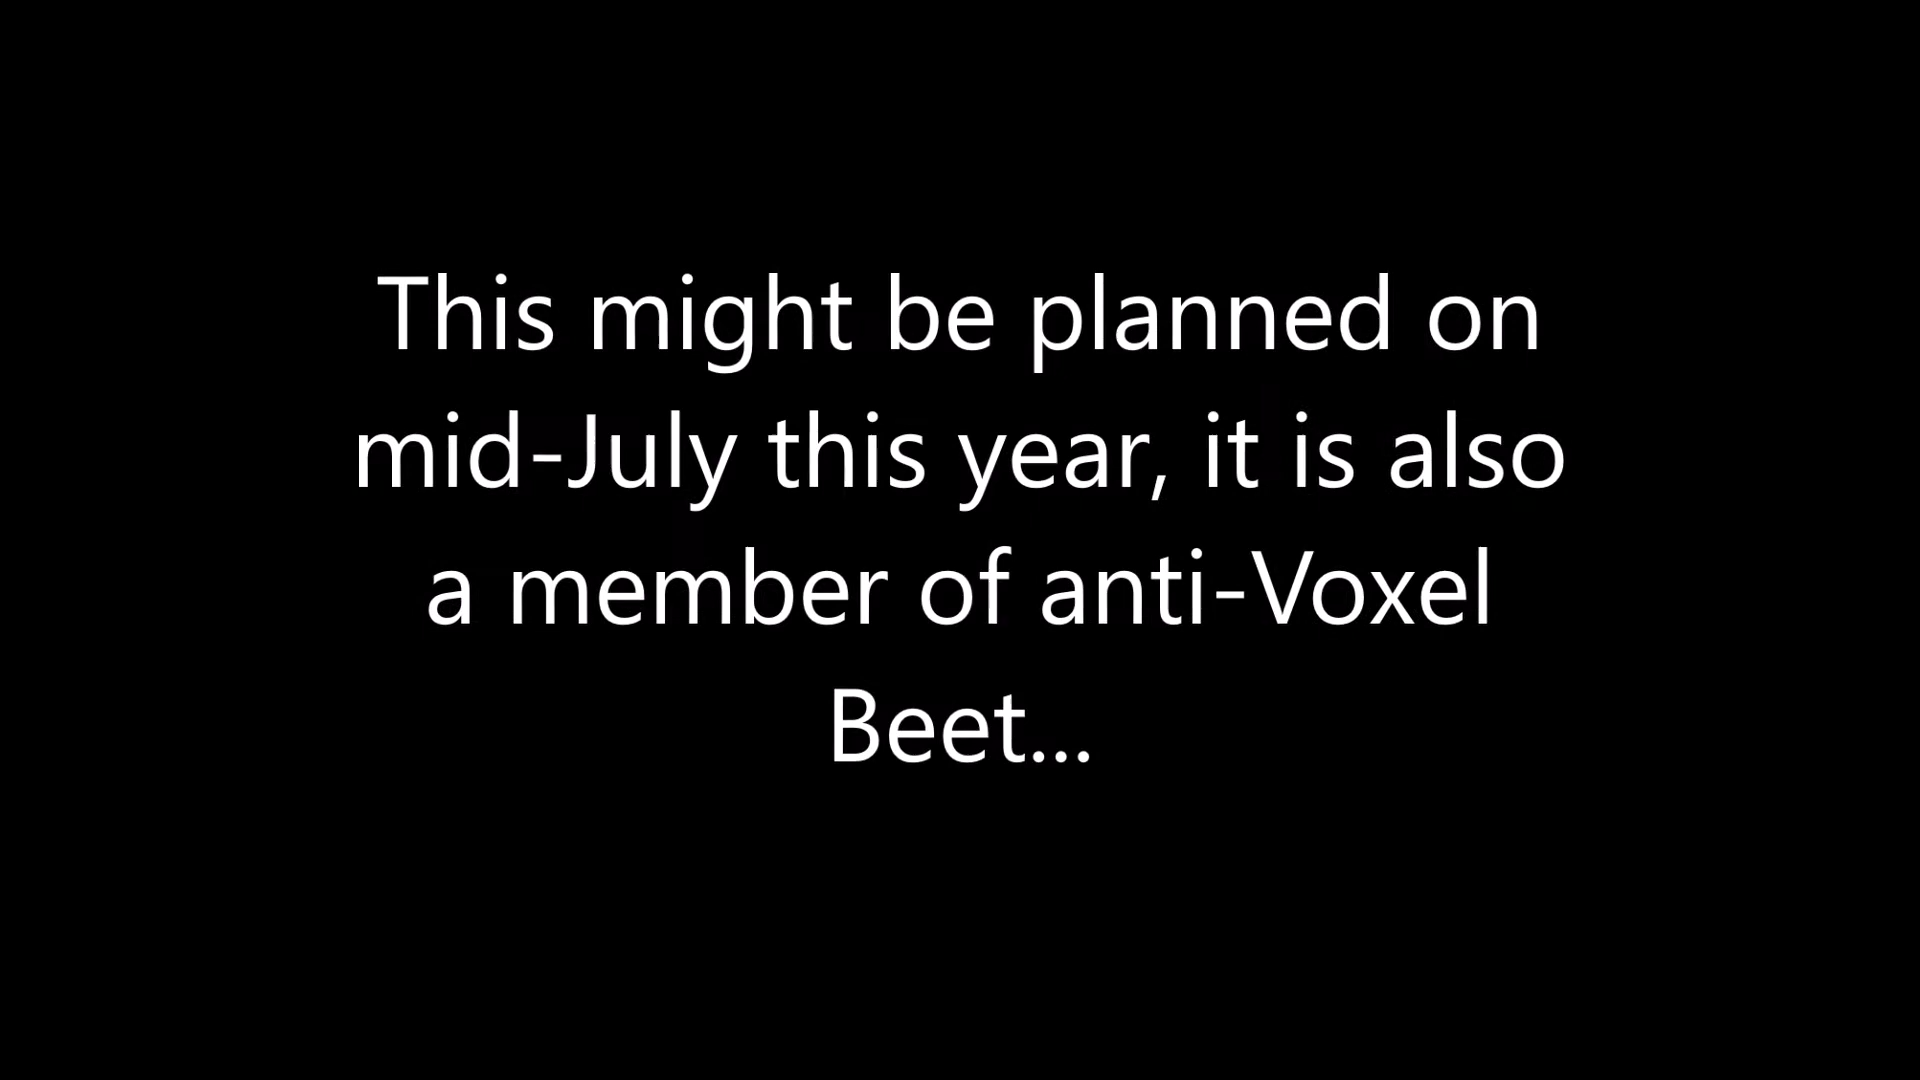 This might be planned on
mid-July this year, it is also
a member of anti-Voxel
Beet...